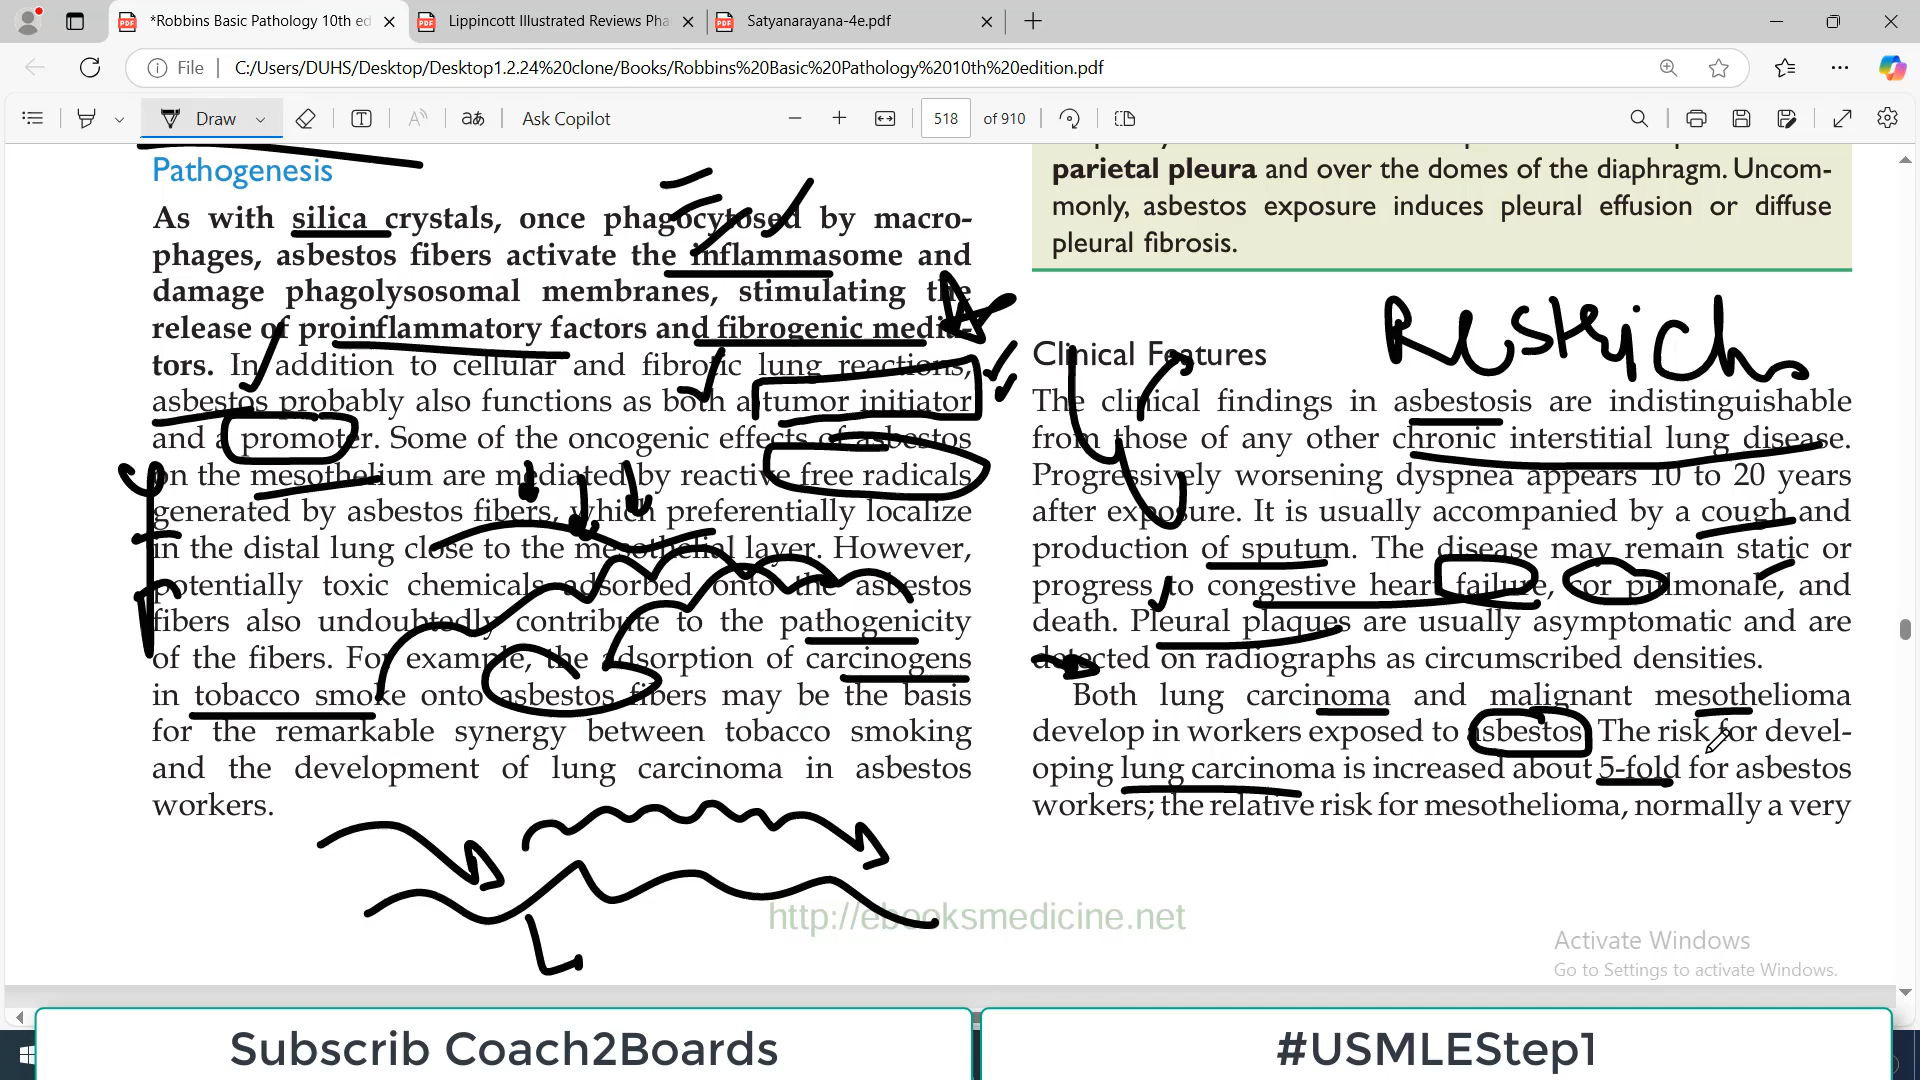 *Robbins Basic Pathology 10th ed
Lippincott Illustrated Reviews Pha
Satyanarayana-4e.pdf
File
C:/Users/DUHS/Desktop/Desktop1.2.24%20clone/Books/Robbins%20Basic%20Pathology%2010th%20edition.pdf
Draw
Ask Copilot
518 of 910
Pathogenesis
As with silica crystals, once phagocytosed by macro-
phages, asbestos fibers activate the inflammasome and
damage phagolysosomal membranes, stimulating the
release of proinflammatory factors and fibrogenic media-
tors. In addition to cellular and fibrotic lung reactions,
asbestos probably also functions as both a tumor initiator
and a promoter. Some of the oncogenic effects of asbestos
on the mesothelium are mediated by reactive free radicals
generated by asbestos fibers, which preferentially localize
in the distal lung close to the mesothelial layer. However,
potentially toxic chemicals adsorbed onto the asbestos
fibers also undoubtedly contribute to the pathogenicity
of the fibers. For example, the adsorption of carcinogens
in tobacco smoke onto asbestos fibers may be the basis
for the remarkable synergy between tobacco smoking
and the development of lung carcinoma in asbestos
workers.
parietal pleura and over the domes of the diaphragm. Uncom-
monly, asbestos exposure induces pleural effusion or diffuse
pleural fibrosis.
Clinical Features
The clinical findings in asbestosis are indistinguishable
from those of any other chronic interstitial lung disease.
Progressively worsening dyspnea appears 10 to 20 years
after exposure. It is usually accompanied by a cough and
production of sputum. The disease may remain static or
progress to congestive heart failure, cor pulmonale, and
death. Pleural plaques are usually asymptomatic and are
detected on radiographs as circumscribed densities.
Both lung carcinoma and malignant mesothelioma
develop in workers exposed to asbestos. The risk for devel-
oping lung carcinoma is increased about 5-fold for asbestos
workers; the relative risk for mesothelioma, normally a very
http://ebooksmedicine.net
Activate Windows
Go to Settings to activate Windows.
Subscrib Coach2Boards
#USMLEStep1